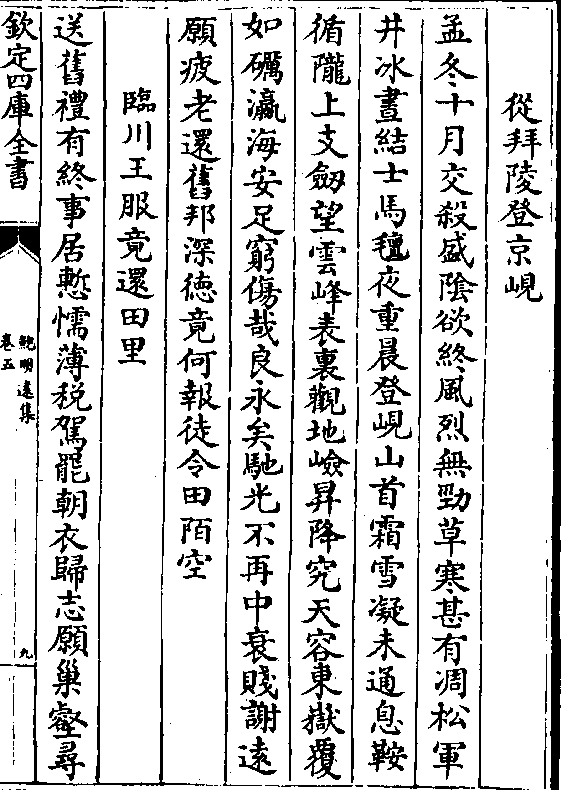 從拜陵登京峴
孟冬十月交殺盛陰欲終風烈無勁草寒甚有凋松軍
井冰晝結士馬氊夜重晨登峴山首霜雪凝未通息鞍
循隴上支劒望雲峰表裏觀地嶮昇降究天容東嶽覆
如礪瀛海安足窮傷哉良永矣馳光不再中衰賤謝逺
願疲老還舊邦深徳竟何報徒令田陌空
臨川王服竟還田里
送舊禮有終事居慙懦薄税駕罷朝衣歸志願巢壑尋
欽定四庫全書
鮑明逺集
卷五
九